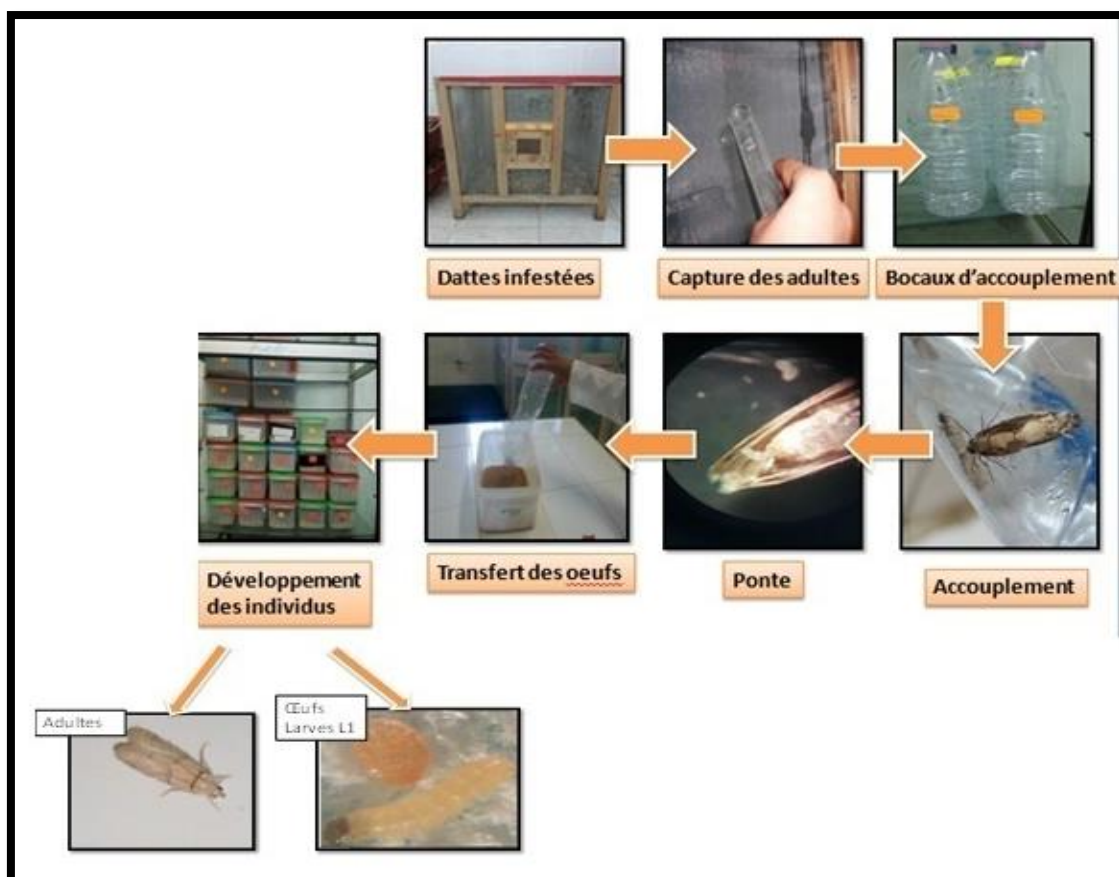 Dattes infestées
Capture des adultes
Bocaux d'accouplement
Développement
des individus
Transfert des oeufs
Ponte
Accouplement
Adultes
Œufs
Larves L1